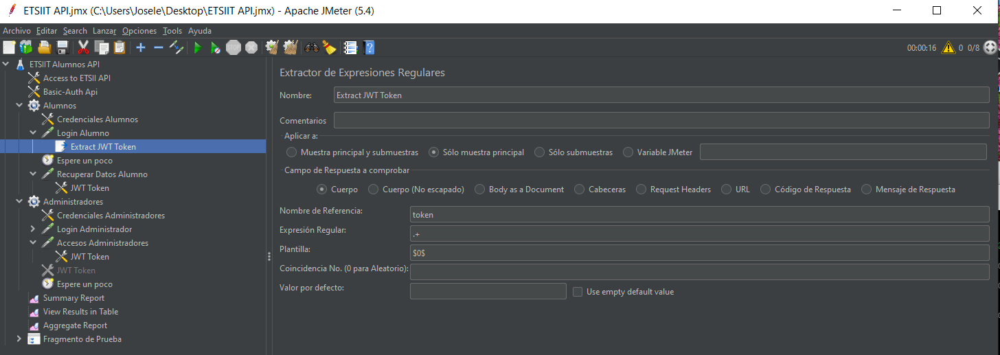 ETSIIT API.jmx (C:\Users\Josele\Desktop\ETSIIT API.jmx) - Apache JMeter (5.4)
Archivo Editar Search Lanzar Opciones Tools Ayuda
00:00:16 0 0/8
ETSIIT Alumnos API
Access to ETSII API
Basic-Auth Api
Alumnos
Credenciales Alumnos
Login Alumno
Extract JWT Token
Espere un poco
Recuperar Datos Alumno
JWT Token
Administradores
Credenciales Administradores
Login Administrador
Accesos Administradores
JWT Token
JWT Token
Espere un poco
Summary Report
View Results in Table
Aggregate Report
Fragmento de Prueba
Extractor de Expresiones Regulares
Nombre: Extract JWT Token
Comentarios
Aplicar a:
Muestra principal y submuestras Sólo muestra principal Sólo submuestras Variable JMeter
Campo de Respuesta a comprobar
Cuerpo Cuerpo (No escapado) Body as a Document Cabeceras Request Headers URL Código de Respuesta Mensaje de Respuesta
Nombre de Referencia: token
Expresión Regular: .+
Plantilla: $0$
Coincidencia No. (0 para Aleatorio):
Valor por defecto: Use empty default value